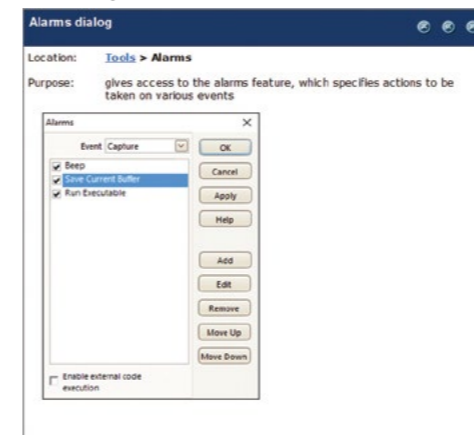 Alarms dialog
Location: Tools > Alarms
Purpose: gives access to the alarms feature, which specifies actions to be
taken on various events
Alarms
Event Capture
OK
Beep
Cancel
Save Current Buffer
Run Executable
Apply
Help
Add
Edit
Remove
Move Up
Move Down
Enable external code
execution